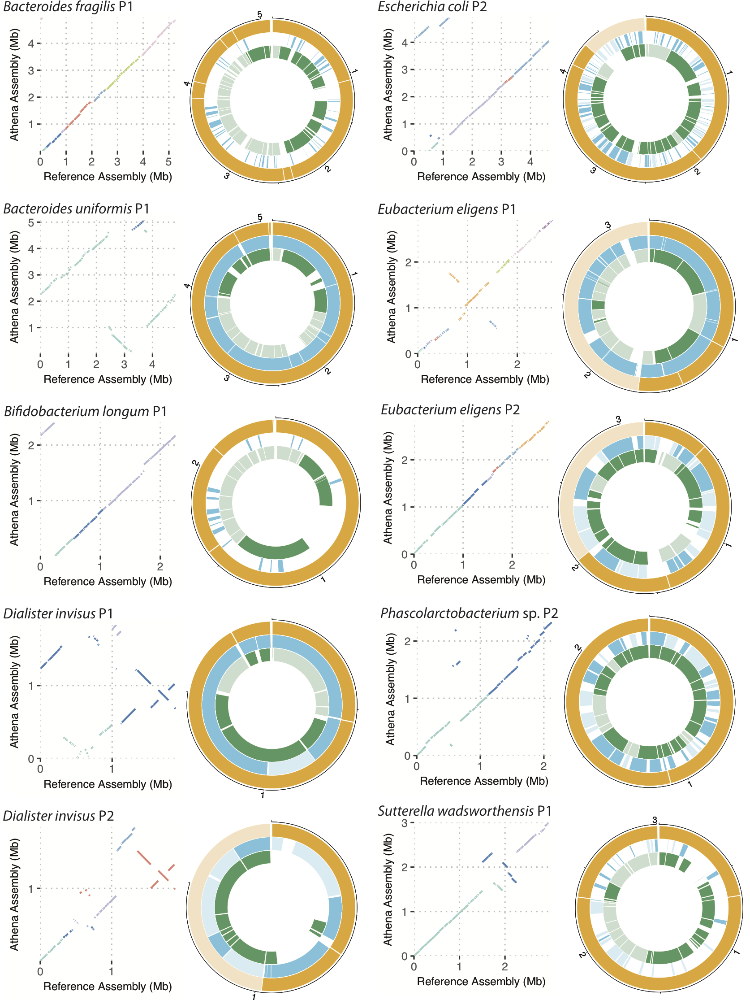 Bacteroides fragilis P1
Athena Assembly (Mb)
4
3
2
1
0 1 2 3 4 5
Reference Assembly (Mb)
5
1
2
3
4
Escherichia coli P2
Athena Assembly (Mb)
4
3
2
1
0
0 1 2 3 4
Reference Assembly (Mb)
1
2
3
4
Bacteroides uniformis P1
Athena Assembly (Mb)
5
4
3
2
1
0 1 2 3 4
Reference Assembly (Mb)
5
1
2
3
4
Eubacterium eligens P1
Athena Assembly (Mb)
2
1
0
0 1 2
Reference Assembly (Mb)
3
1
2
Bifidobacterium longum P1
Athena Assembly (Mb)
2
1
0 1 2
Reference Assembly (Mb)
2
1
Eubacterium eligens P2
Athena Assembly (Mb)
2
1
0
0 1 2
Reference Assembly (Mb)
3
1
2
Dialister invisus P1
Athena Assembly (Mb)
1
0
0 1
Reference Assembly (Mb)
1
Phascolarctobacterium sp. P2
Athena Assembly (Mb)
2
1
0
0 1 2
Reference Assembly (Mb)
2
1
Dialister invisus P2
Athena Assembly (Mb)
1
0 1
Reference Assembly (Mb)
1
Sutterella wadsworthensis P1
Athena Assembly (Mb)
3
2
1
0
0 1 2
Reference Assembly (Mb)
3
1
2